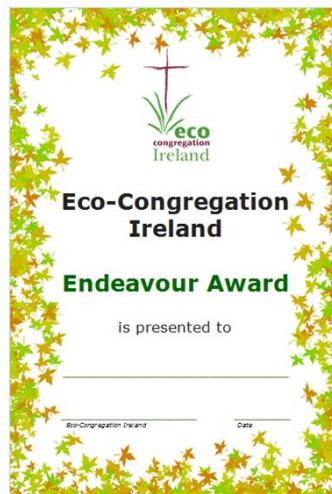 eco
congregation
Ireland
Eco-Congregation
Ireland
Endeavour Award
is presented to
Eco-Congregation Ireland Date